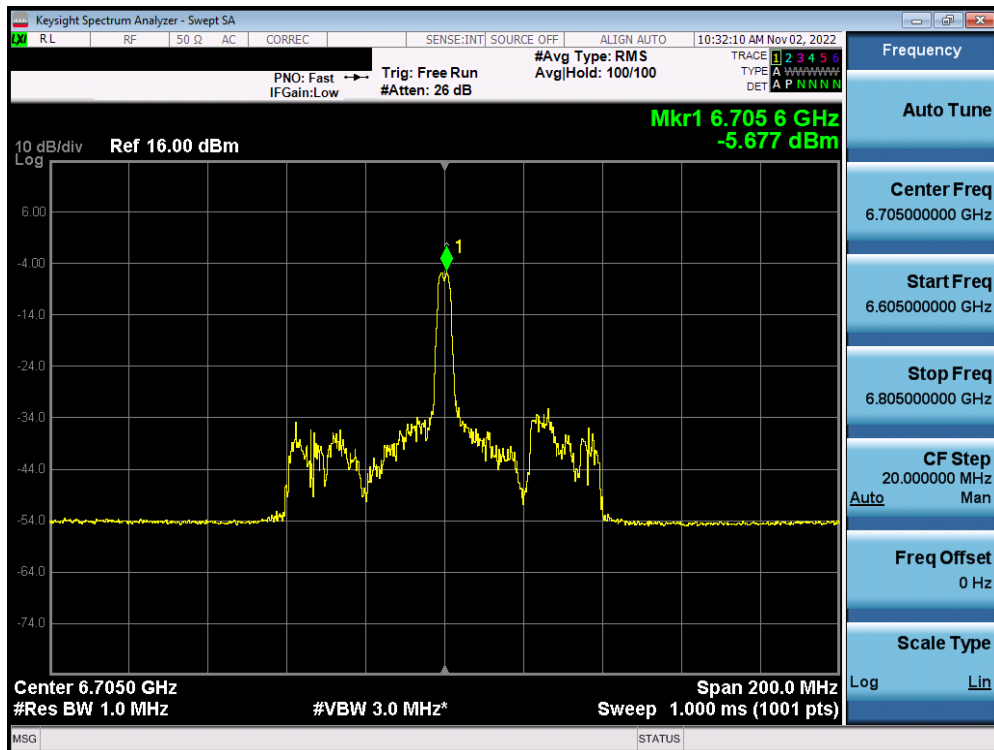 Keysight Spectrum Analyzer - Swept SA
LXI RL RF 50 Ω AC CORREC SENSE:INT SOURCE OFF ALIGN AUTO 10:32:10 AM Nov 02, 2022
PNO: Fast
IFGain:Low
Trig: Free Run
#Atten: 26 dB
#Avg Type: RMS
Avg|Hold: 100/100
TRACE 1 2 3 4 5 6
TYPE A WWWWW
DET A P N N N N
Mkr1 6.705 6 GHz
-5.677 dBm
10 dB/div Ref 16.00 dBm
Log
6.00
-4.00
-14.0
-24.0
-34.0
-44.0
-54.0
-64.0
-74.0
1
Center 6.7050 GHz Span 200.0 MHz
#Res BW 1.0 MHz #VBW 3.0 MHz* Sweep 1.000 ms (1001 pts)
MSG STATUS
Frequency
Auto Tune
Center Freq
6.705000000 GHz
Start Freq
6.605000000 GHz
Stop Freq
6.805000000 GHz
CF Step
20.000000 MHz
Auto Man
Freq Offset
0 Hz
Scale Type
Log Lin